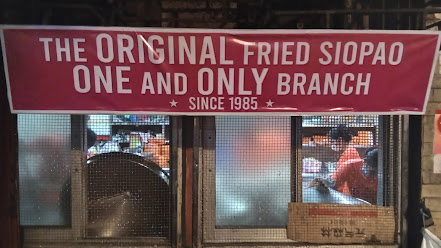 THE ORIGINAL FRIED SIOPAO
ONE AND ONLY BRANCH
★ SINCE 1985 ★